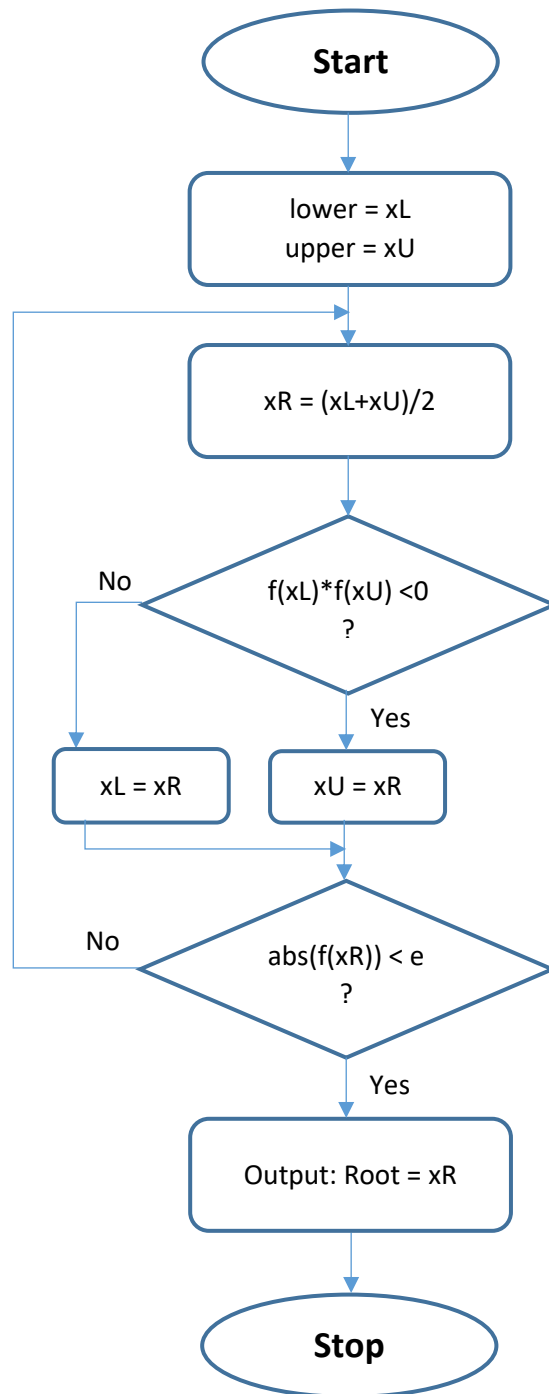 Start
lower = xL
upper = xU
xR = (xL+xU)/2
No
f(xL)*f(xU) <0
?
Yes
xL = xR
xU = xR
No
abs(f(xR)) < e
?
Yes
Output: Root = xR
Stop